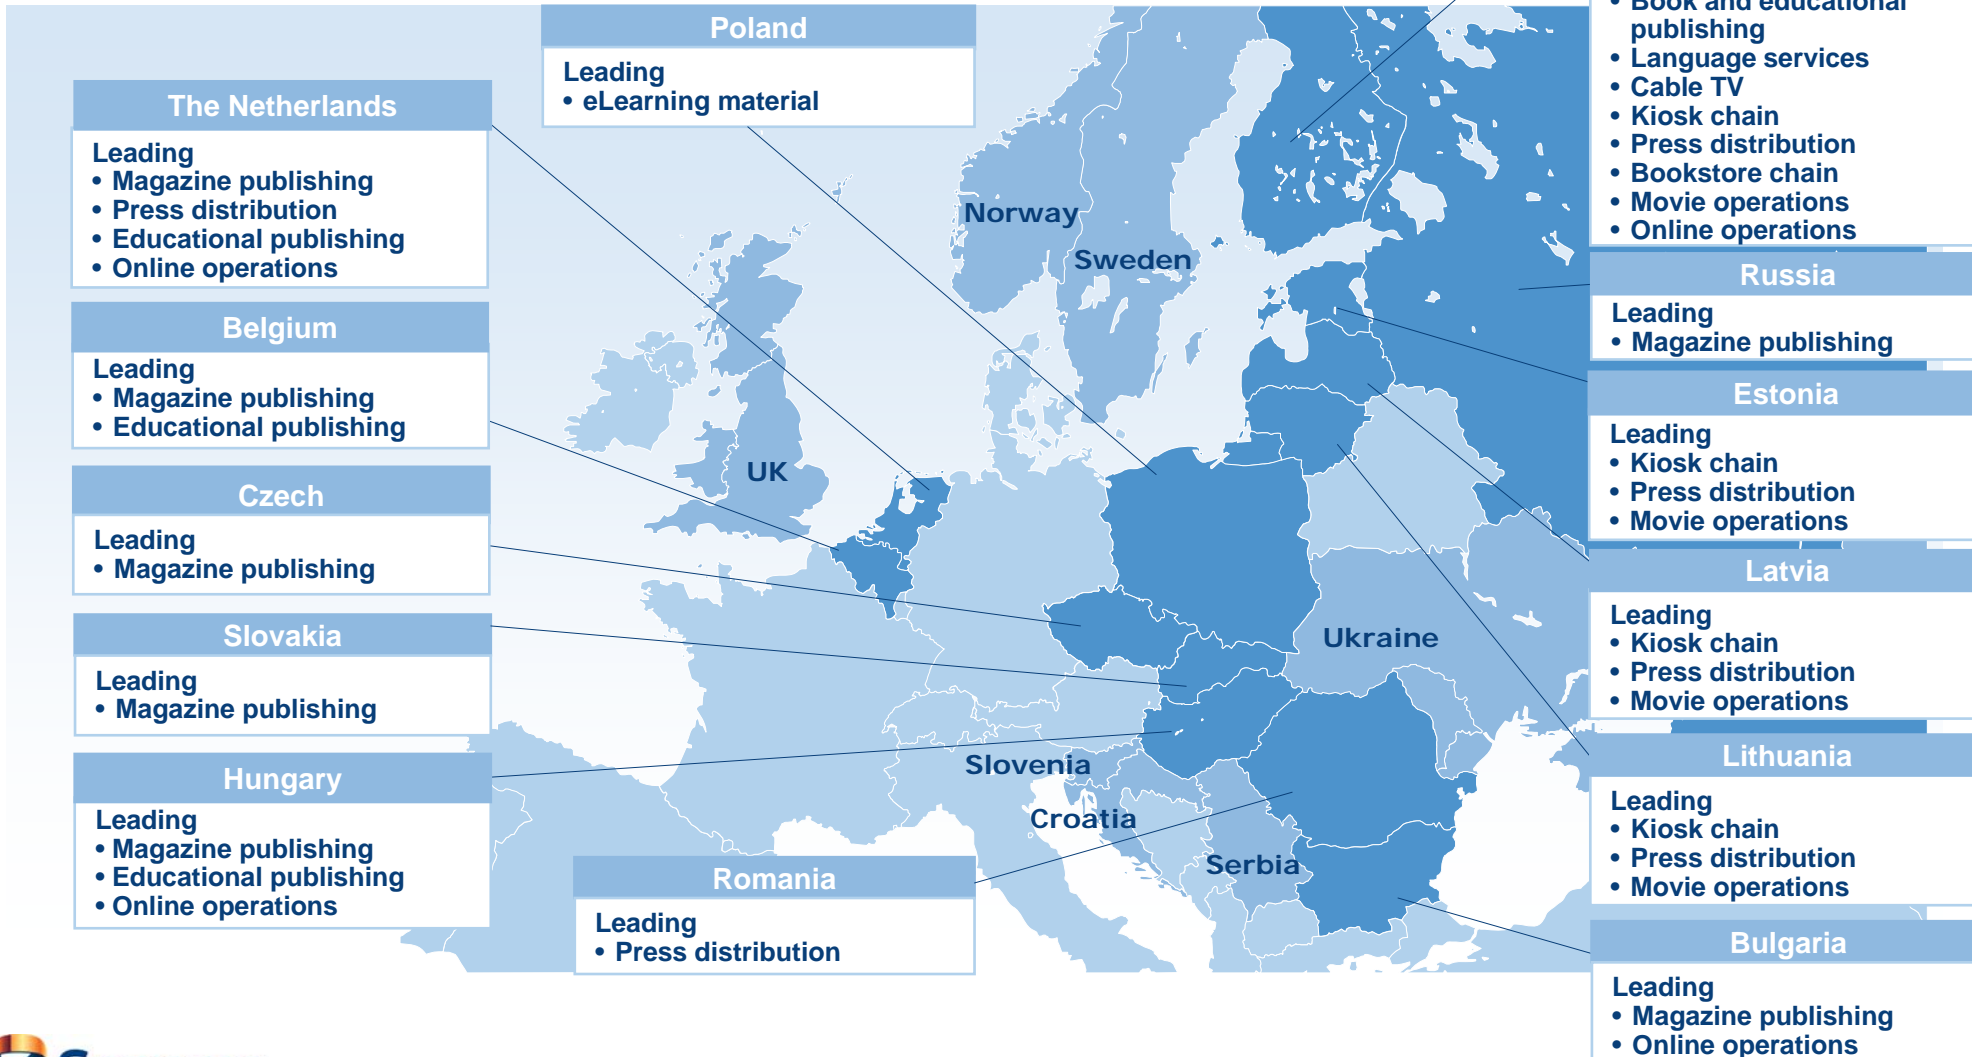 Poland
Leading
• eLearning material
The Netherlands
Leading
• Magazine publishing
• Press distribution
• Educational publishing
• Online operations
Belgium
Leading
• Magazine publishing
• Educational publishing
Czech
Leading
• Magazine publishing
Slovakia
Leading
• Magazine publishing
Hungary
Leading
• Magazine publishing
• Educational publishing
• Online operations
Romania
Leading
• Press distribution
Norway
Sweden
UK
Ukraine
Slovenia
Croatia
Serbia
• Book and educational
publishing
• Language services
• Cable TV
• Kiosk chain
• Press distribution
• Bookstore chain
• Movie operations
• Online operations
Russia
Leading
• Magazine publishing
Estonia
Leading
• Kiosk chain
• Press distribution
• Movie operations
Latvia
Leading
• Kiosk chain
• Press distribution
• Movie operations
Lithuania
Leading
• Kiosk chain
• Press distribution
• Movie operations
Bulgaria
Leading
• Magazine publishing
• Online operations